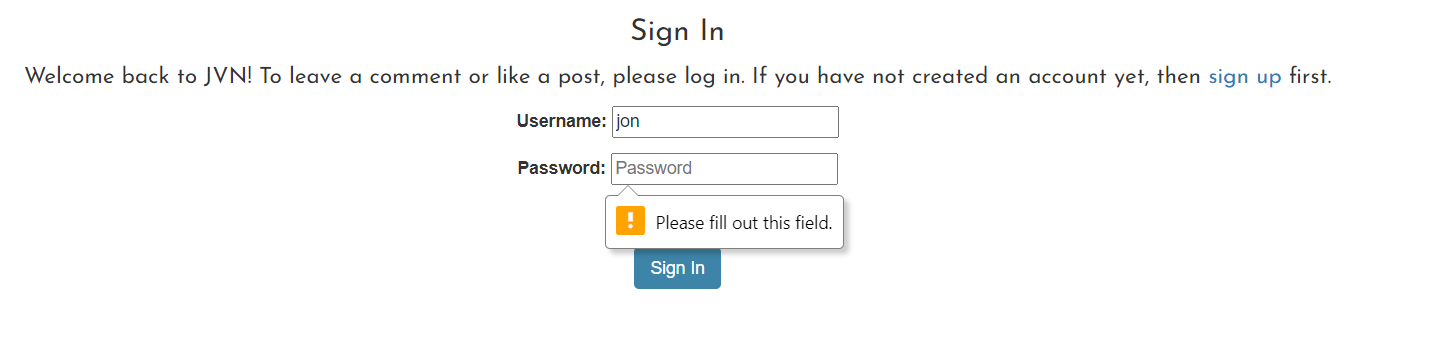 Sign In
Welcome back to JVN! To leave a comment or like a post, please log in. If you have not created an account yet, then sign up first.
Username: jon
Password: Password
Please fill out this field.
Sign In